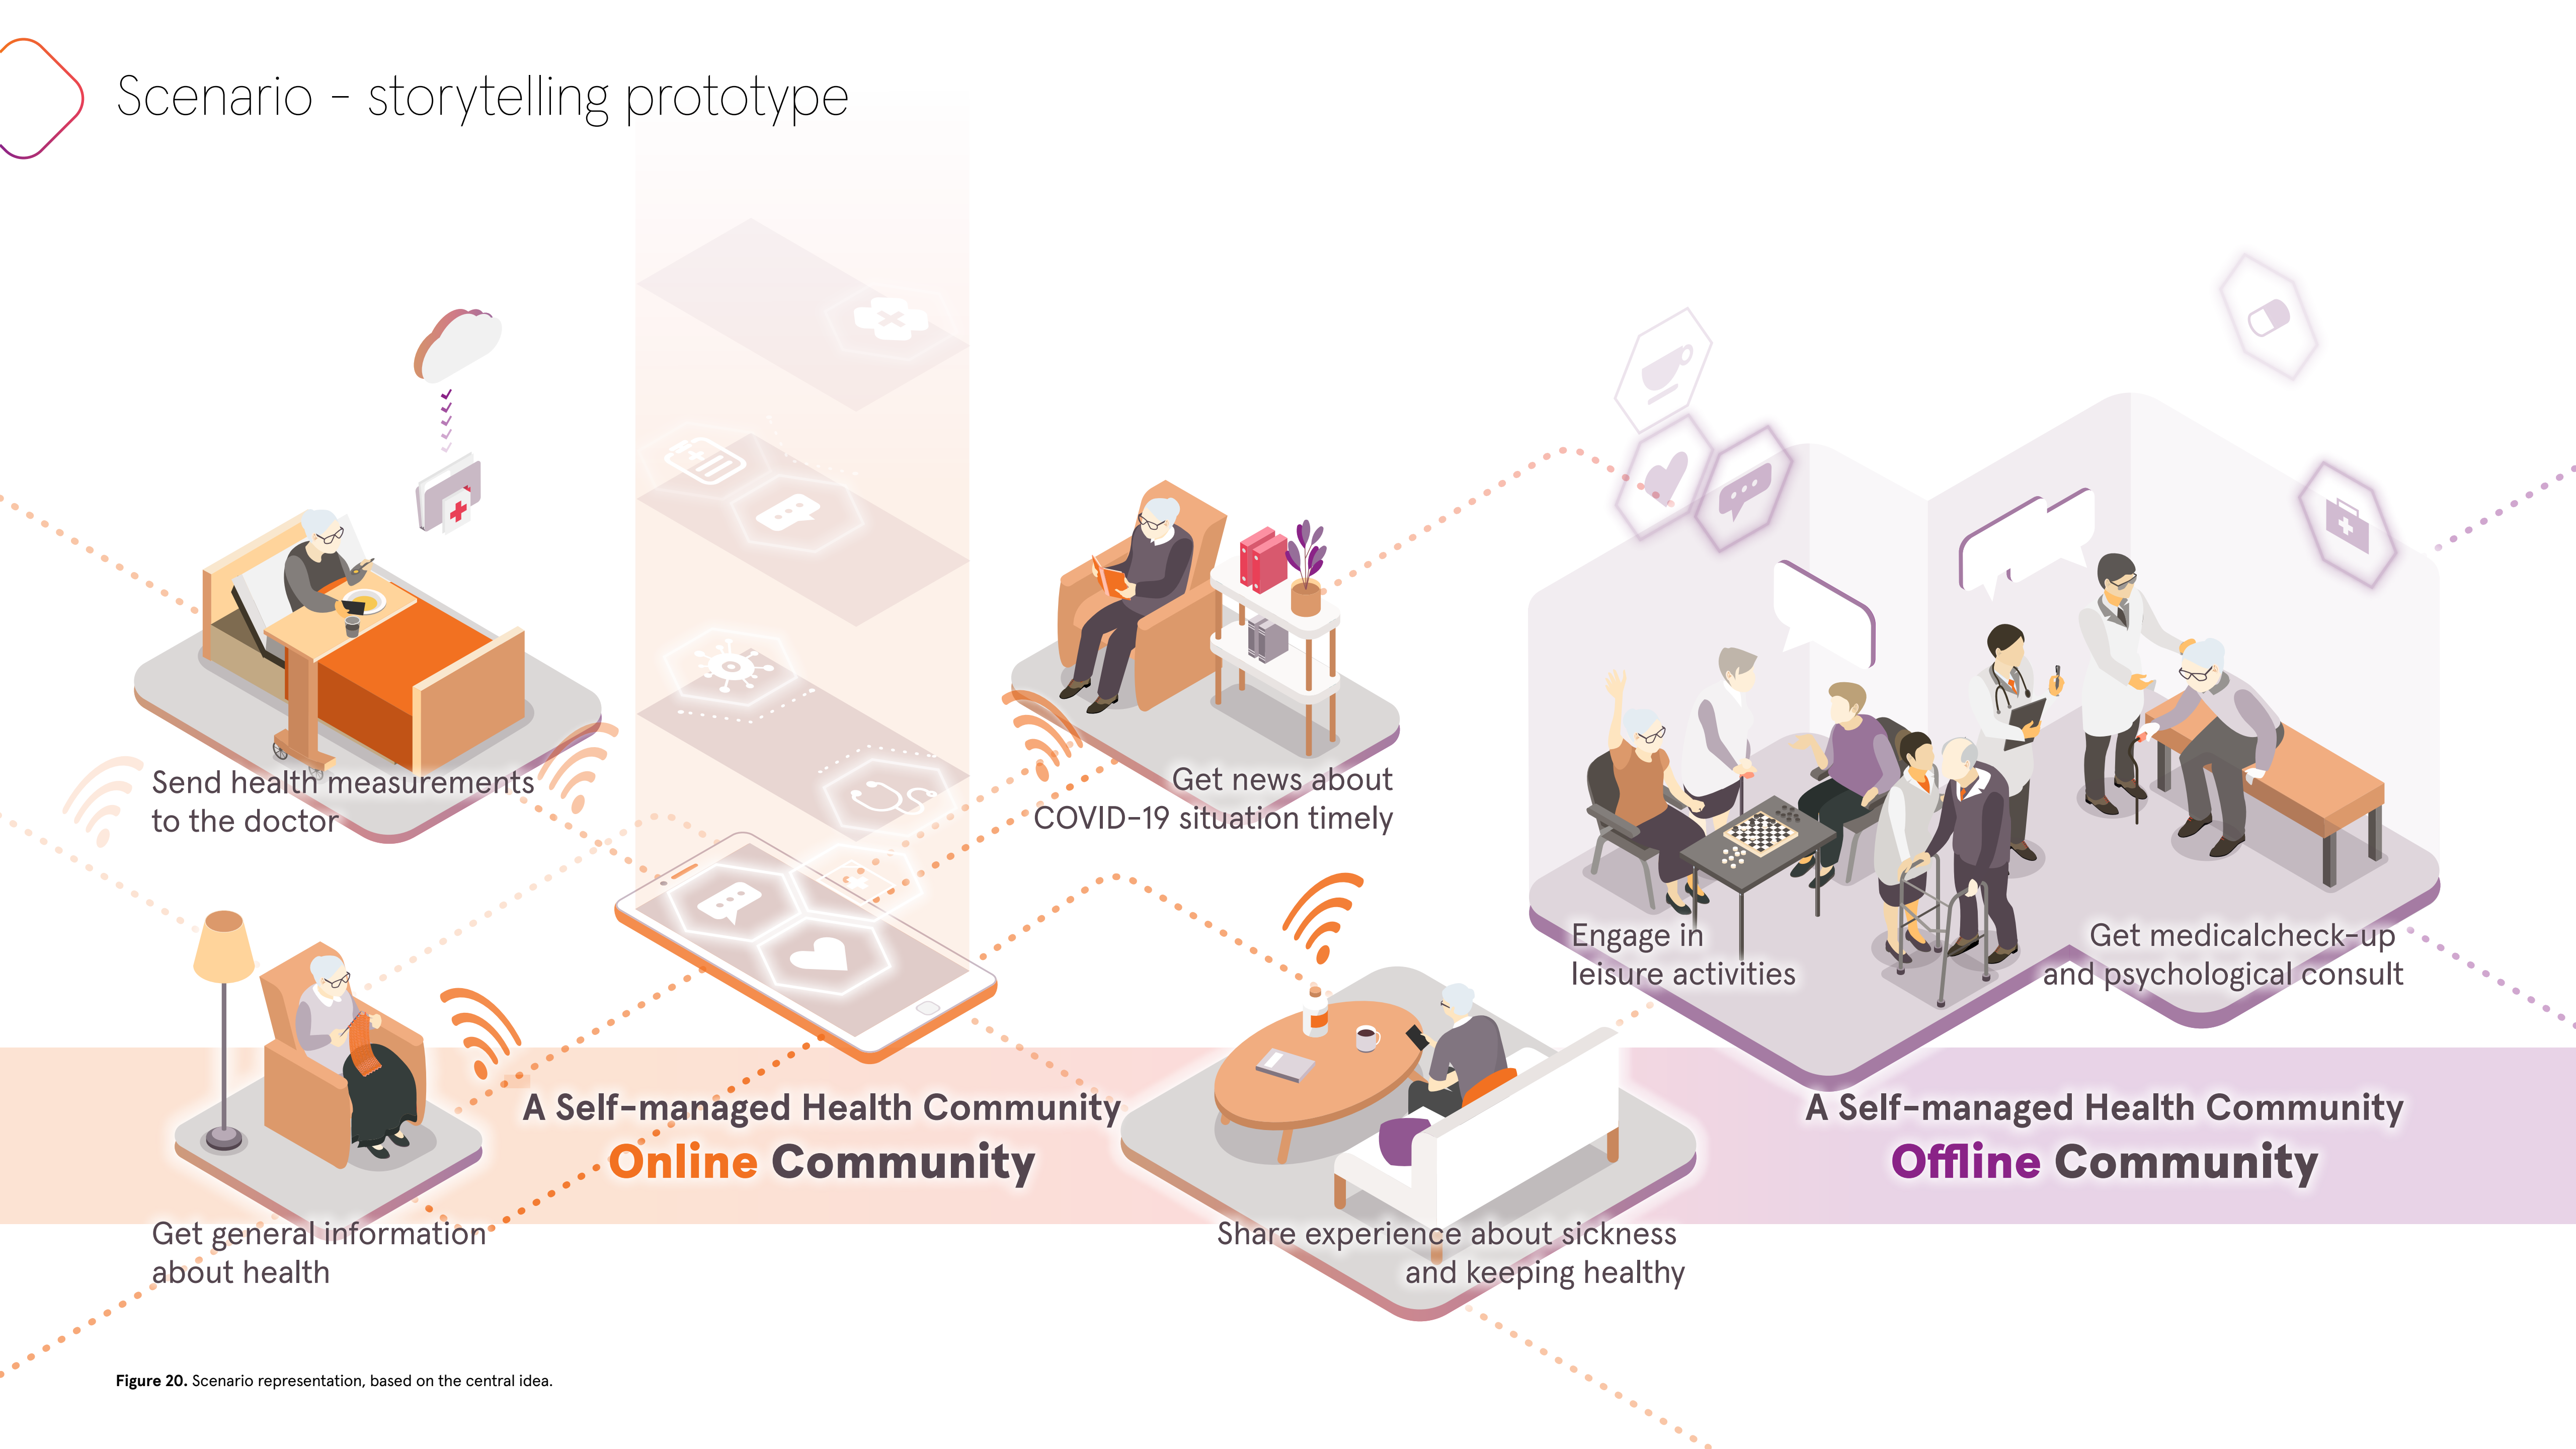 Scenario - storytelling prototype
Send health measurements
to the doctor
Get news about
COVID-19 situation timely
Engage in
leisure activities
Get medicalcheck-up
and psychological consult
A Self-managed Health Community
Online Community
A Self-managed Health Community
Offline Community
Get general information
about health
Share experience about sickness
and keeping healthy
Figure 20. Scenario representation, based on the central idea.